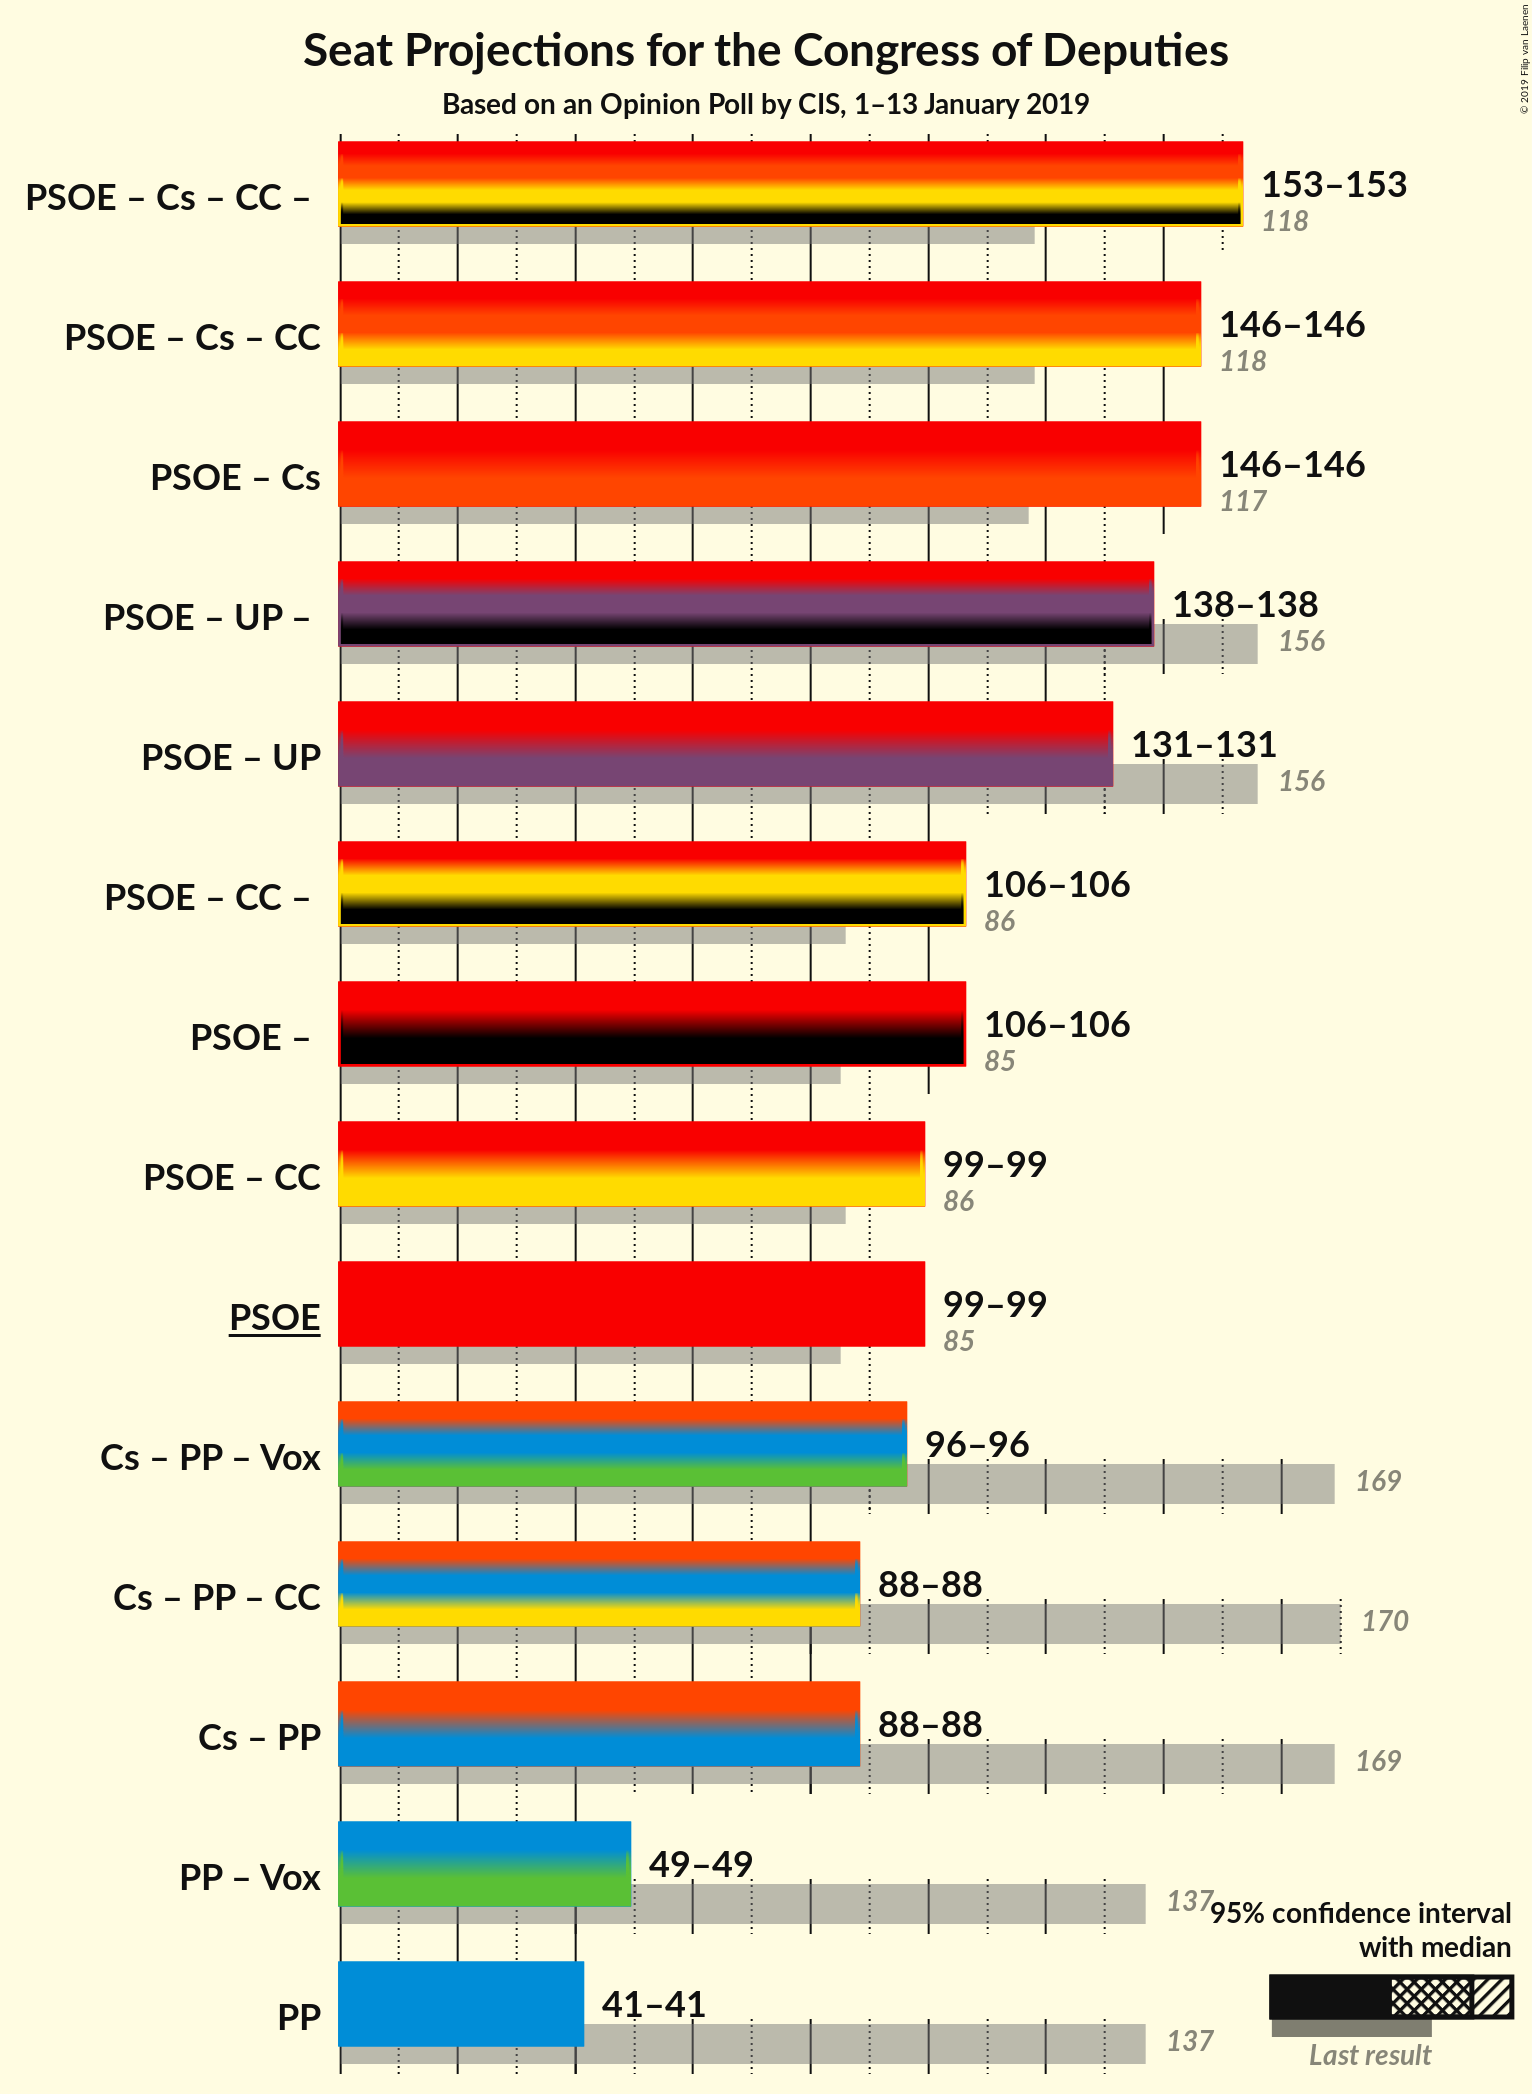 © 2019 Filip van Laenen
Seat Projections for the Congress of Deputies
Based on an Opinion Poll by CIS, 1–13 January 2019
PSOE – Cs – CC –
153–153
118
PSOE – Cs – CC
146–146
118
PSOE – Cs
146–146
117
PSOE – UP –
138–138
156
PSOE – UP
131–131
156
PSOE – CC –
106–106
86
PSOE –
106–106
85
PSOE – CC
99–99
86
PSOE
99–99
85
Cs – PP – Vox
96–96
169
Cs – PP – CC
88–88
170
Cs – PP
88–88
169
PP – Vox
49–49
137
PP
41–41
137
95% confidence interval
with median
Last result